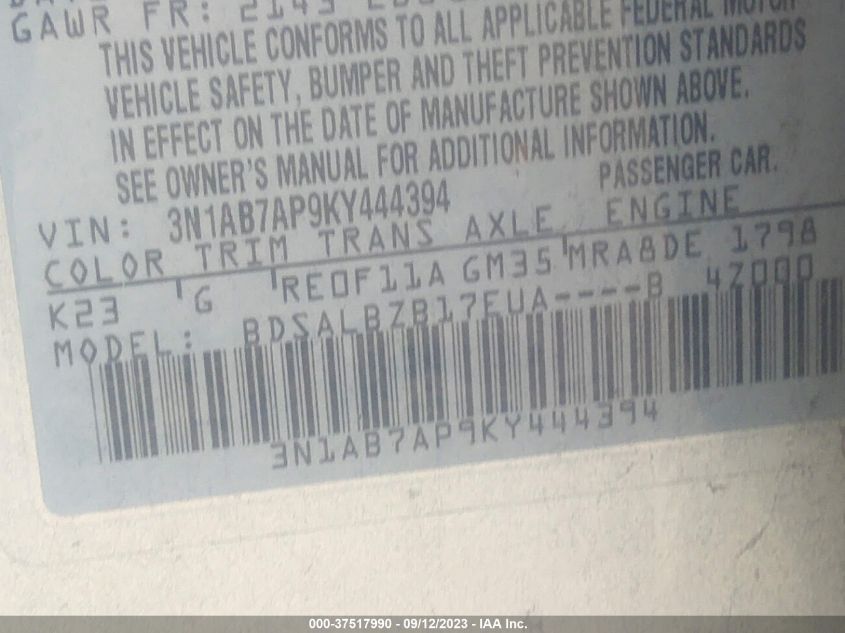 GAWR FR: 2143
THIS VEHICLE CONFORMS TO ALL APPLICABLE FEDERAL MOTOR
VEHICLE SAFETY, BUMPER AND THEFT PREVENTION STANDARDS
IN EFFECT ON THE DATE OF MANUFACTURE SHOWN ABOVE.
SEE OWNER'S MANUAL FOR ADDITIONAL INFORMATION.
PASSENGER CAR.
VIN: 3N1AB7AP9KY444394
COLOR TRIM TRANS AXLE ENGINE
K23 G RE0F11A GM35 MRA8DE 1798
MODEL: BDSALBZB17EUA----B 4Z000
3N1AB7AP9KY444394
000-37517990 - 09/12/2023 - IAA Inc.